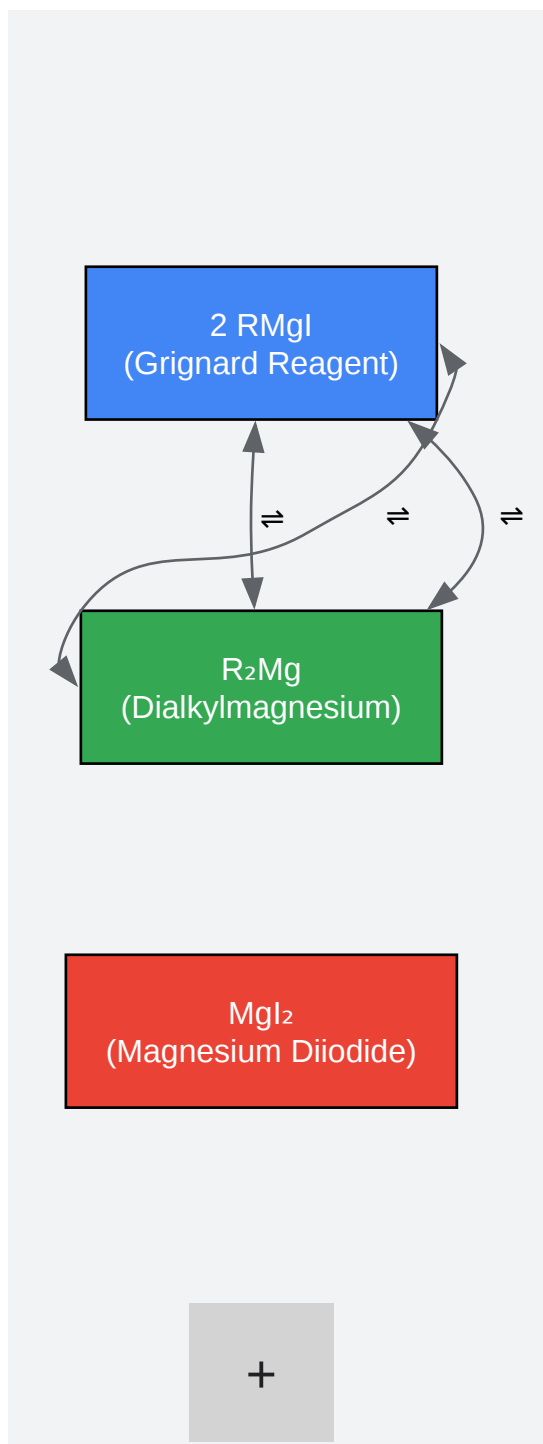 2 RMgI
(Grignard Reagent)
⇌
⇌
⇌
R₂Mg
(Dialkylmagnesium)
MgI₂
(Magnesium Diiodide)
+